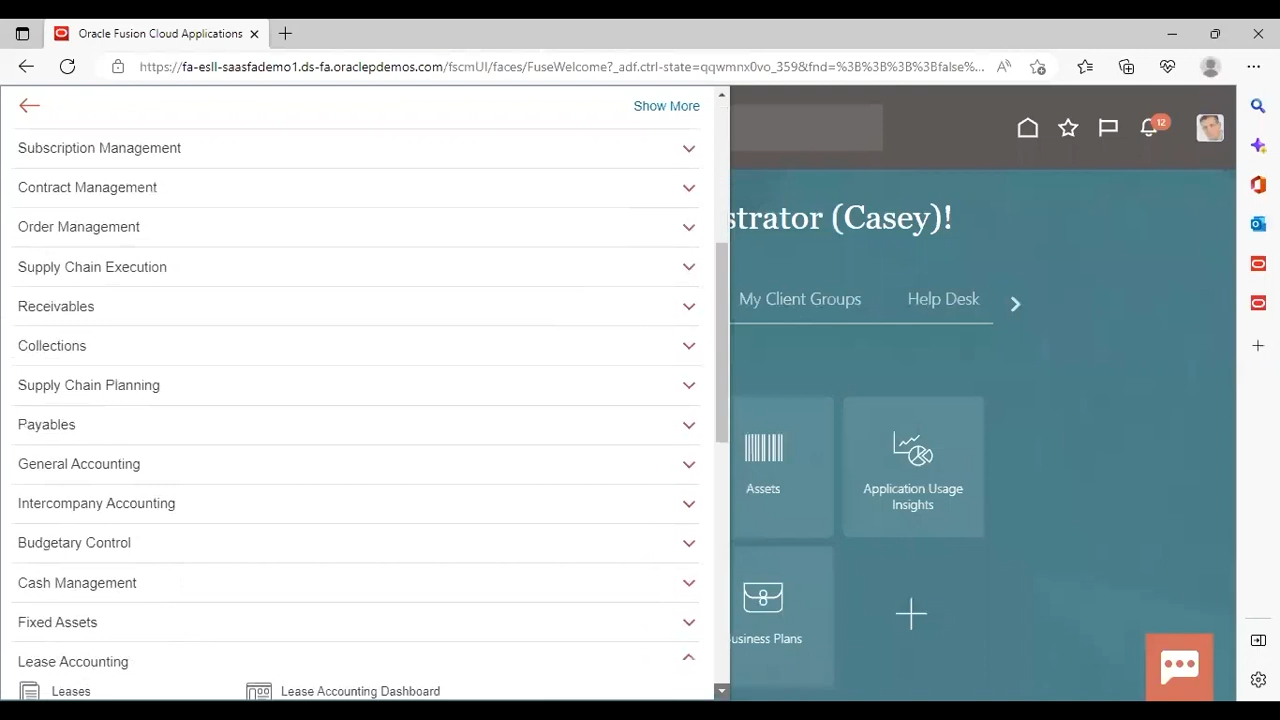 Oracle Fusion Cloud Applications
https://fa-esll-saasfademo1.ds-fa.oraclepdemos.com/fscmUI/faces/FuseWelcome?_adf.ctrl-state=qqwmnx0vo_359&fnd=%3B%3B%3B%3Bfalse%...
Show More
Subscription Management
Contract Management
Order Management
Supply Chain Execution
Receivables
Collections
Supply Chain Planning
Payables
General Accounting
Intercompany Accounting
Budgetary Control
Cash Management
Fixed Assets
Lease Accounting
Leases
Lease Accounting Dashboard
12
strator (Casey)!
My Client Groups
Help Desk
Assets
Application Usage
Insights
usiness Plans